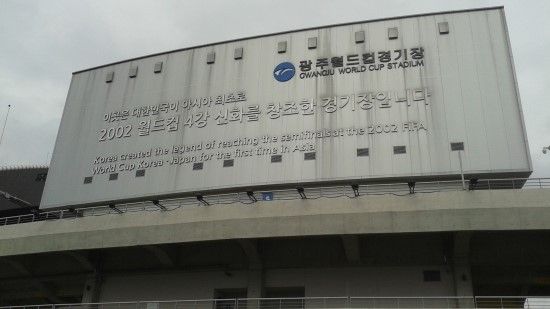 광주월드컵경기장
GWANGJU WORLD CUP STADIUM
이곳은 대한민국이 아시아 최초로
2002 월드컵 4강 신화를 창조한 경기장입니다
Korea created the legend of reaching the semifinals at the 2002 FIFA
World Cup Korea · Japan for the first time in Asia